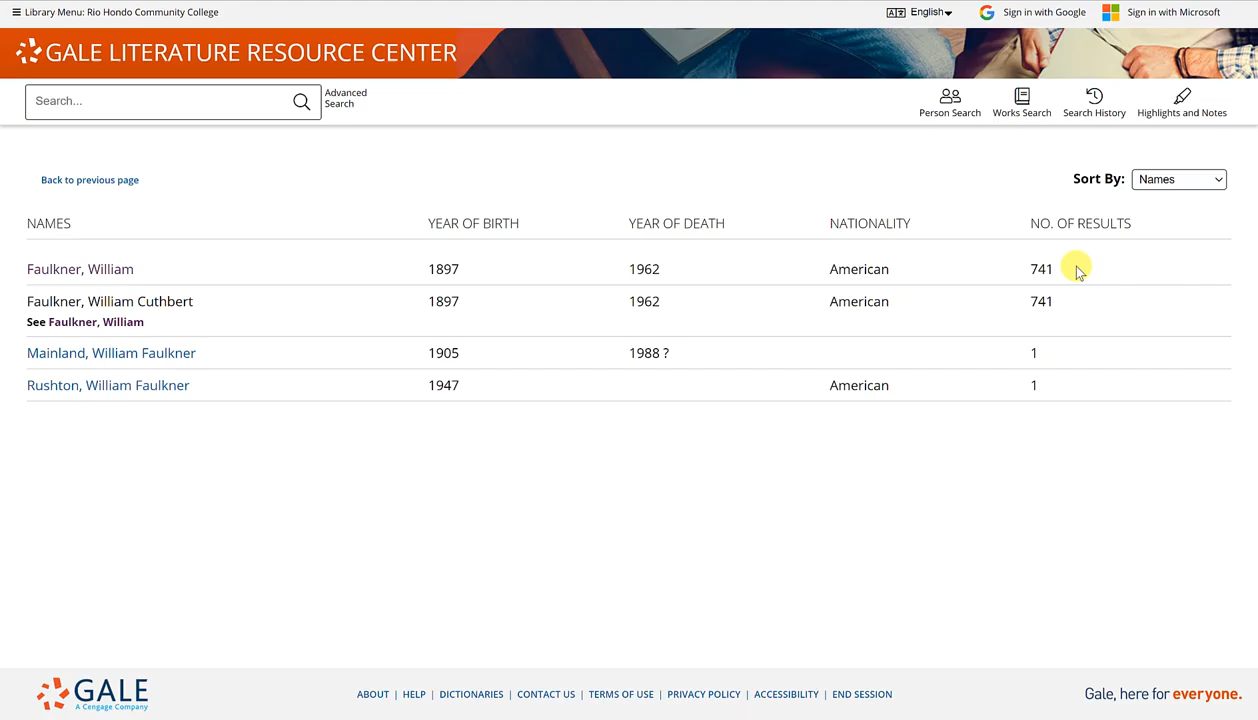 Library Menu: Rio Hondo Community College
English
Sign in with Google
Sign in with Microsoft
GALE LITERATURE RESOURCE CENTER
Search...
Advanced
Search
Person Search
Works Search
Search History
Highlights and Notes
Back to previous page
Sort By: Names
NAMES YEAR OF BIRTH YEAR OF DEATH NATIONALITY NO. OF RESULTS
Faulkner, William 1897 1962 American 741
Faulkner, William Cuthbert 1897 1962 American 741
See Faulkner, William
Mainland, William Faulkner 1905 1988 ? 1
Rushton, William Faulkner 1947 American 1
GALE
A Cengage Company
ABOUT | HELP | DICTIONARIES | CONTACT US | TERMS OF USE | PRIVACY POLICY | ACCESSIBILITY | END SESSION
Gale, here for everyone.